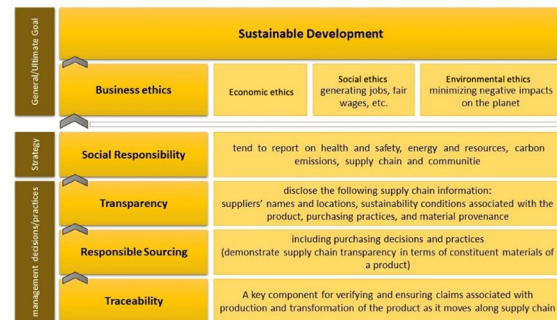 General/Ultimate Goal
Sustainable Development
Business ethics
Economic ethics
Social ethics
generating jobs, fair
wages, etc.
Environmental ethics
minimizing negative impacts
on the planet
Strategy
Social Responsibility
tend to report on health and safety, energy and resources, carbon
emissions, supply chain and communitie
management decisions/practices
Transparency
disclose the following supply chain information:
suppliers' names and locations, sustainability conditions associated with the
product, purchasing practices, and material provenance
Responsible Sourcing
including purchasing decisions and practices
(demonstrate supply chain transparency in terms of constituent materials of
a product)
Traceability
A key component for verifying and ensuring claims associated with
production and transformation of the product as it moves along supply chain